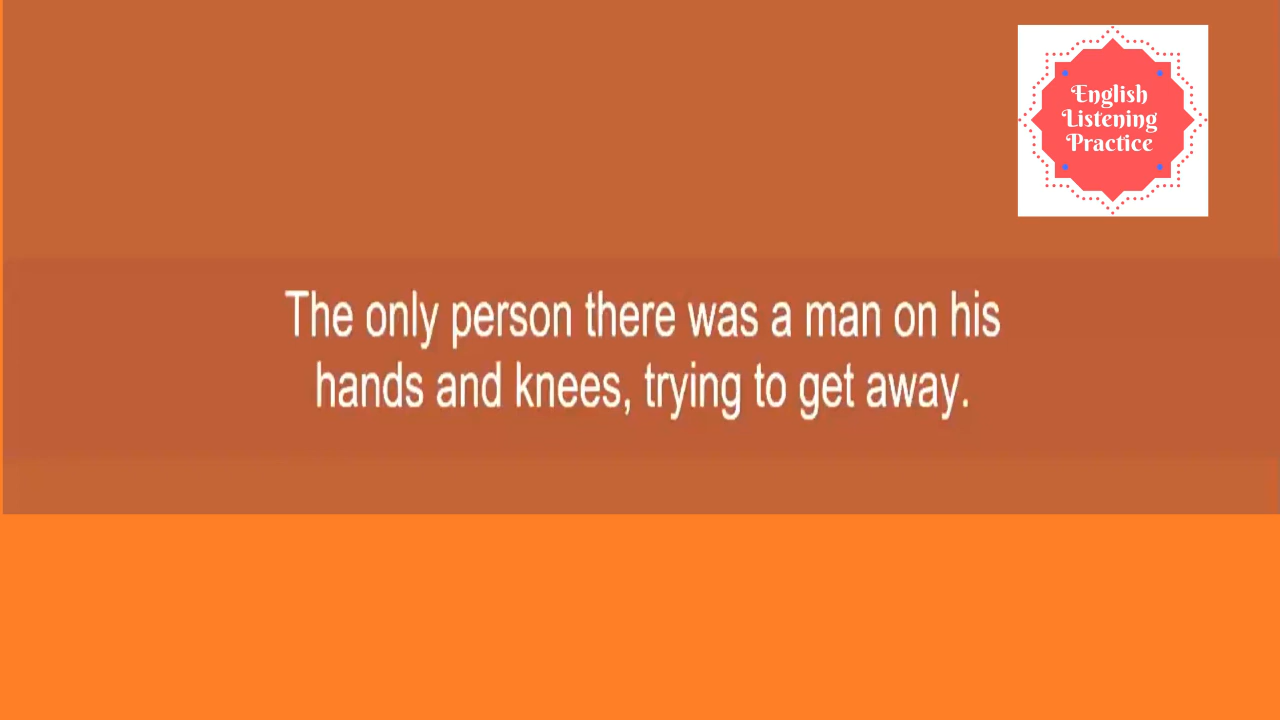 English
Listening
Practice
The only person there was a man on his
hands and knees, trying to get away.